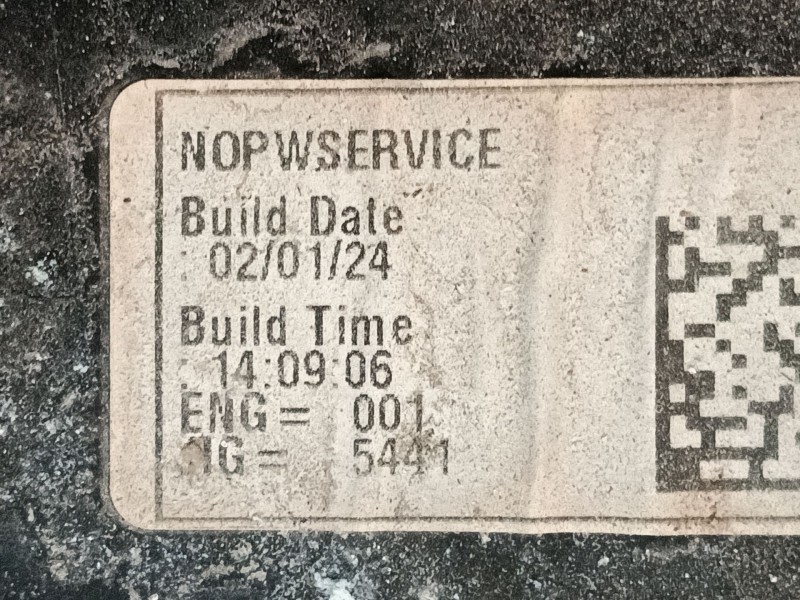 NOPWSERVICE
Build Date
: 02/01/24
Build Time
: 14:09:06
ENG = 001
= 5441